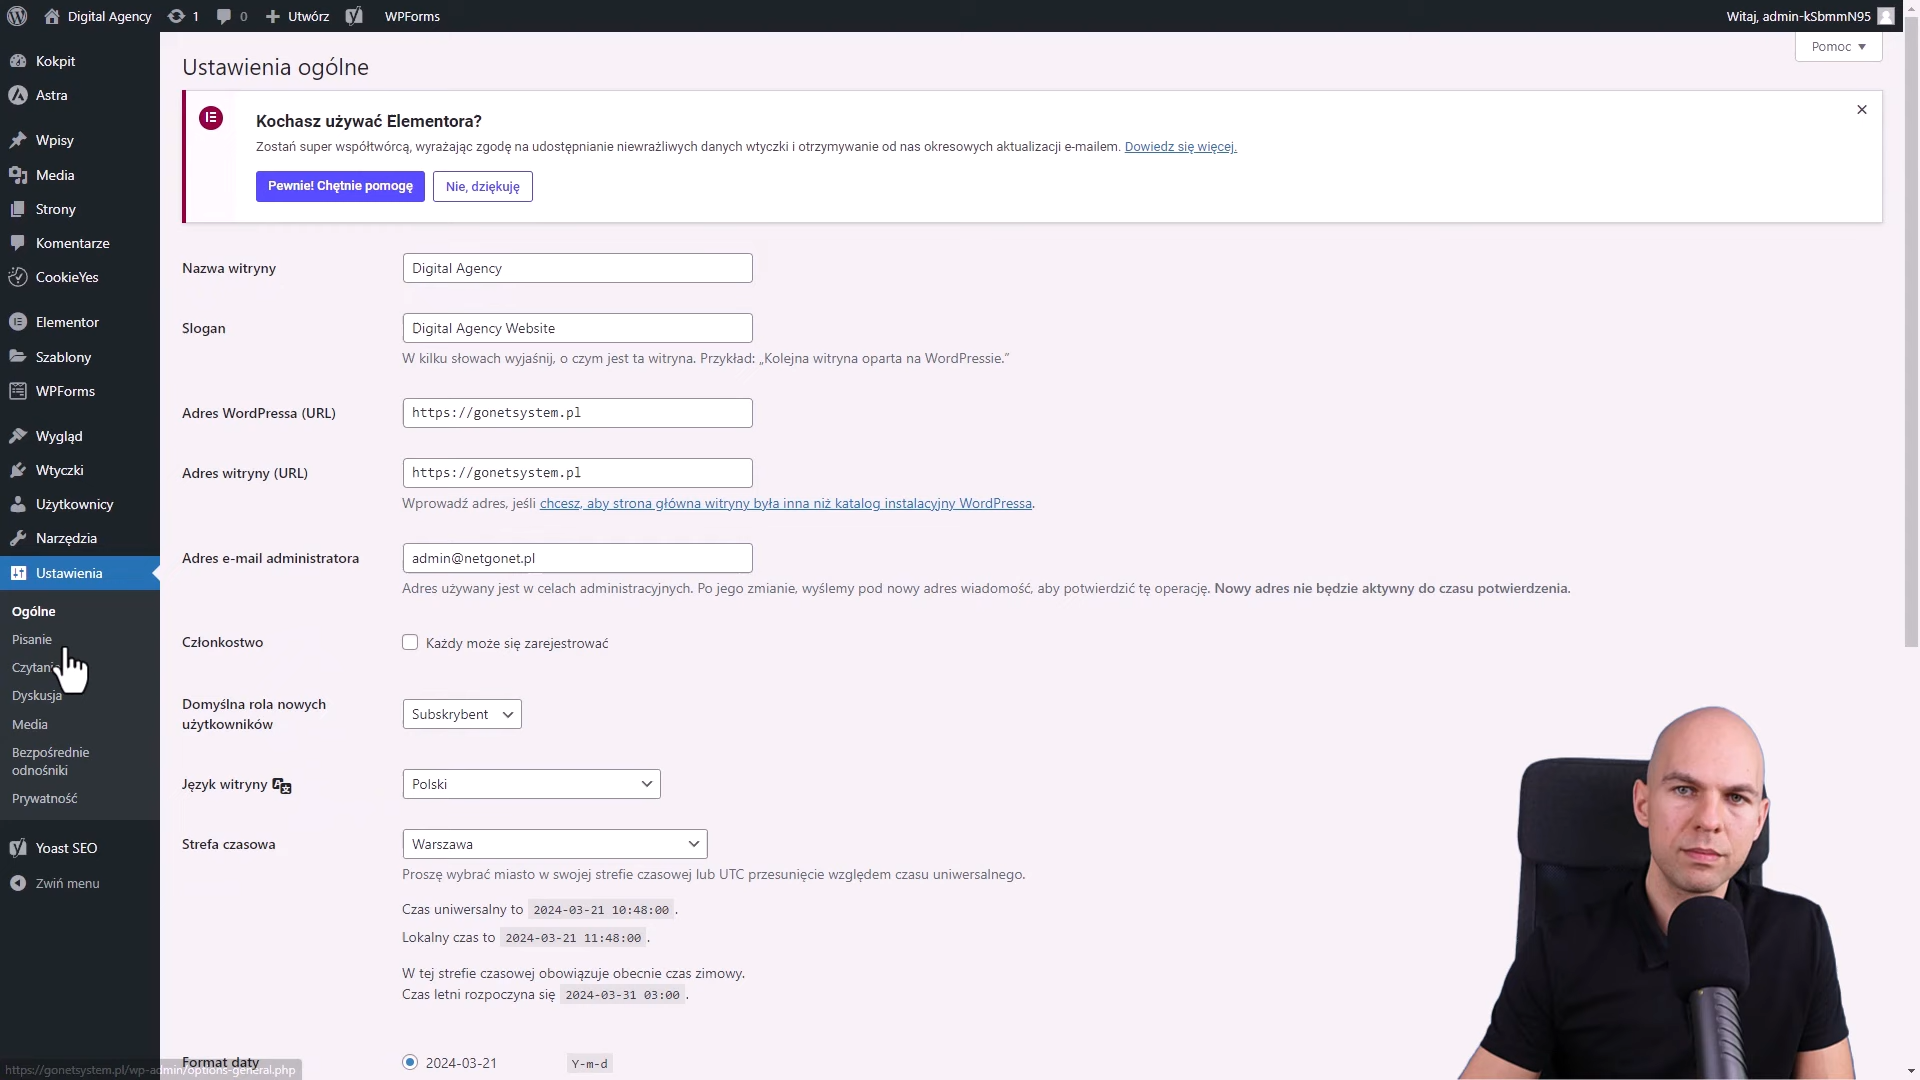 Digital Agency
1
0
Utwórz
WPForms
Witaj, admin-kSbmmN95
Kokpit
Astra
Wpisy
Media
Strony
Komentarze
CookieYes
Elementor
Szablony
WPForms
Wygląd
Wtyczki
Użytkownicy
Narzędzia
Ustawienia
Ogólne
Pisanie
Dyskusja
Media
Bezpośrednie
odnośniki
Prywatność
Yoast SEO
Zwiń menu
Pomoc
Ustawienia ogólne
Kochasz używać Elementora?
Zostań super współtwórcą, wyrażając zgodę na udostępnianie niewrażliwych danych wtyczki i otrzymywanie od nas okresowych aktualizacji e-mailem. Dowiedz się więcej.
Pewnie! Chętnie pomogę
Nie, dziękuję
Nazwa witryny
Digital Agency
Slogan
Digital Agency Website
W kilku słowach wyjaśnij, o czym jest ta witryna. Przykład: „Kolejna witryna oparta na WordPressie.”
Adres WordPressa (URL)
https://gonetsystem.pl
Adres witryny (URL)
https://gonetsystem.pl
Wprowadź adres, jeśli chcesz, aby strona główna witryny była inna niż katalog instalacyjny WordPressa.
Adres e-mail administratora
admin@netgonet.pl
Adres używany jest w celach administracyjnych. Po jego zmianie, wyślemy pod nowy adres wiadomość, aby potwierdzić tę operację. Nowy adres nie będzie aktywny do czasu potwierdzenia.
Członkostwo
Każdy może się zarejestrować
Domyślna rola nowych
użytkowników
Subskrybent
Język witryny
Polski
Strefa czasowa
Warszawa
Proszę wybrać miasto w swojej strefie czasowej lub UTC przesunięcie względem czasu uniwersalnego.
Czas uniwersalny to 2024-03-21 10:48:00 .
Lokalny czas to 2024-03-21 11:48:00 .
W tej strefie czasowej obowiązuje obecnie czas zimowy.
Czas letni rozpoczyna się 2024-03-31 03:00 .
Format daty
2024-03-21
Y-m-d
https://gonetsystem.pl/wp-admin/options-general.php